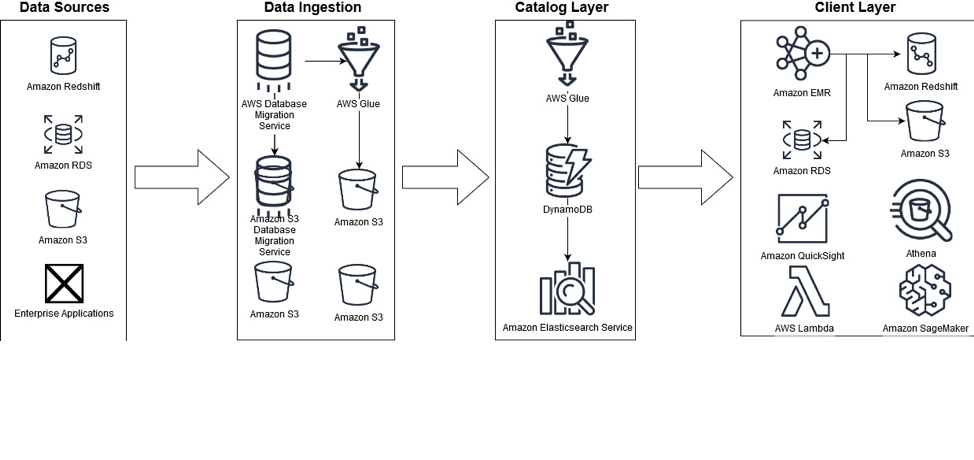 Data Sources
Amazon Redshift
Amazon RDS
Amazon S3
Enterprise Applications
Data Ingestion
AWS Database
Migration
Service
AWS Glue
Amazon S3
Database
Migration
Service
Amazon S3
Amazon S3
Amazon S3
Catalog Layer
AWS Glue
DynamoDB
Amazon Elasticsearch Service
Client Layer
Amazon EMR
Amazon Redshift
Amazon S3
Amazon RDS
Amazon QuickSight
Athena
AWS Lambda
Amazon SageMaker